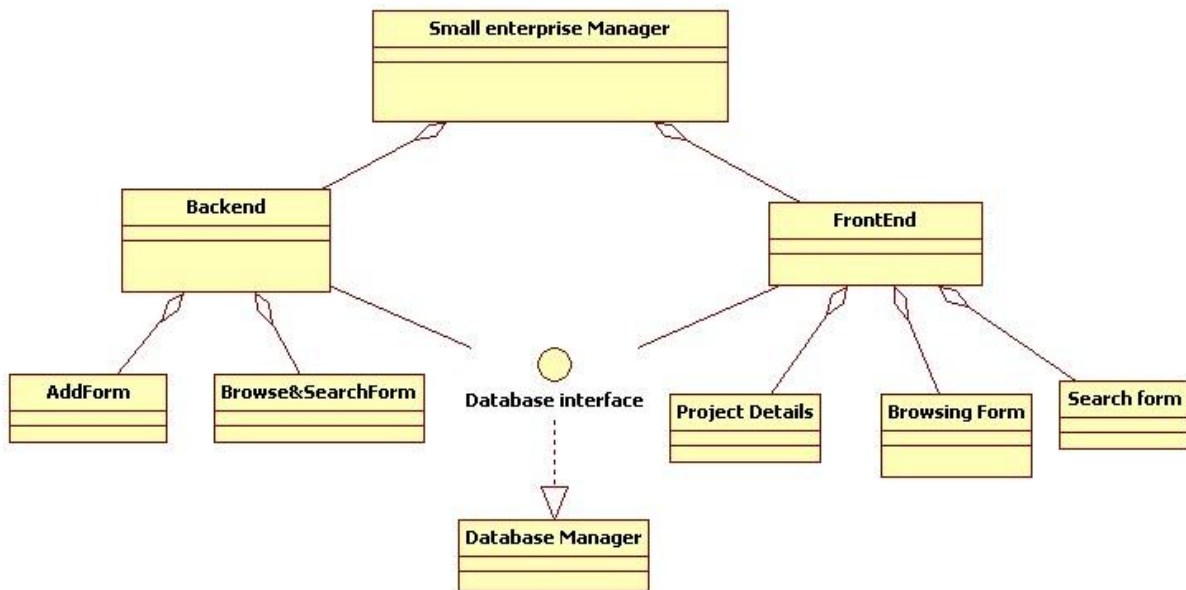 Small enterprise Manager
Backend
FrontEnd
AddForm
Browse&SearchForm
Database interface
Project Details
Browsing Form
Search form
Database Manager